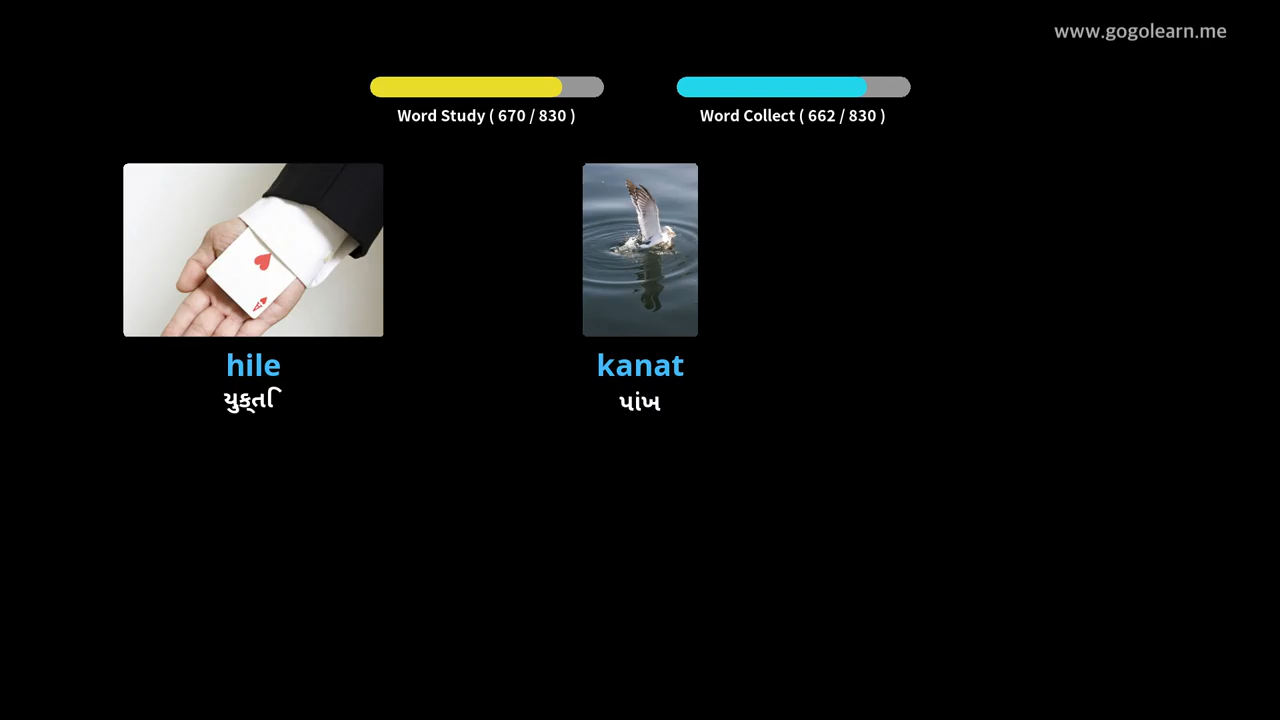 www.gogolearn.me
Word Study ( 670 / 830 )
Word Collect ( 662 / 830 )
hile
યુક્તિ
kanat
પાંખ